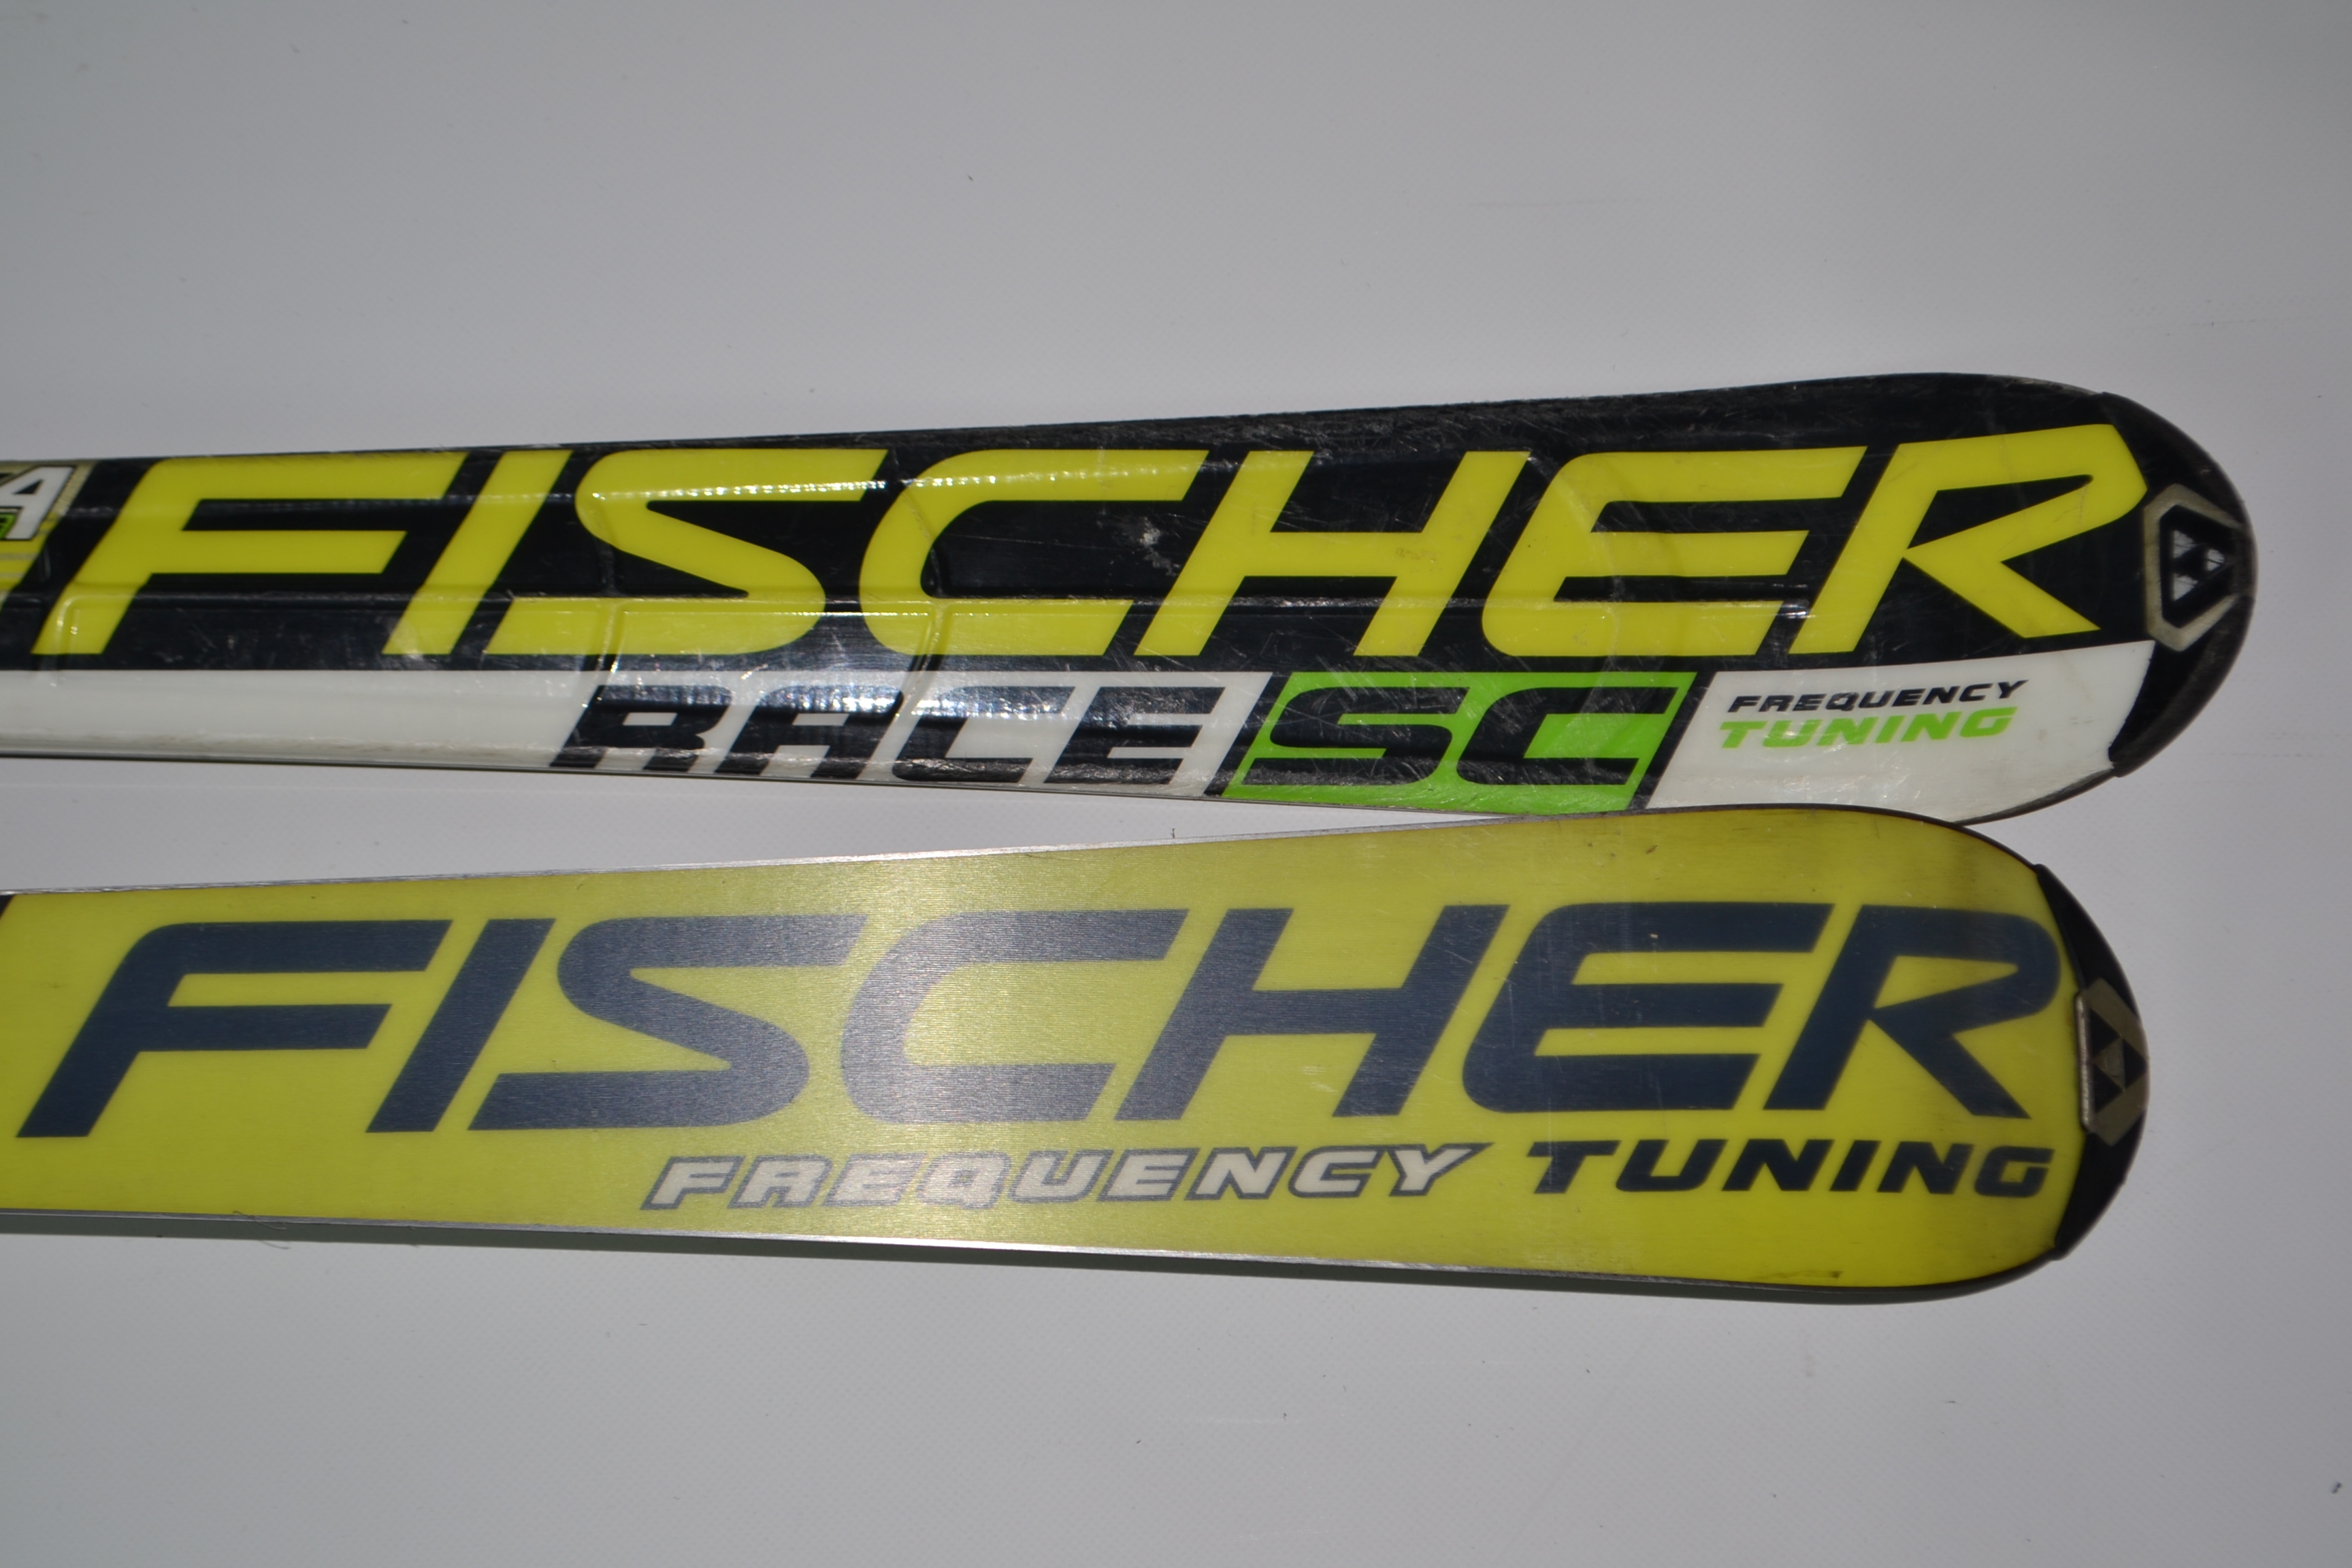 FISCHER
RACE SC FREQUENCY
TUNING
FISCHER
FREQUENCY TUNING